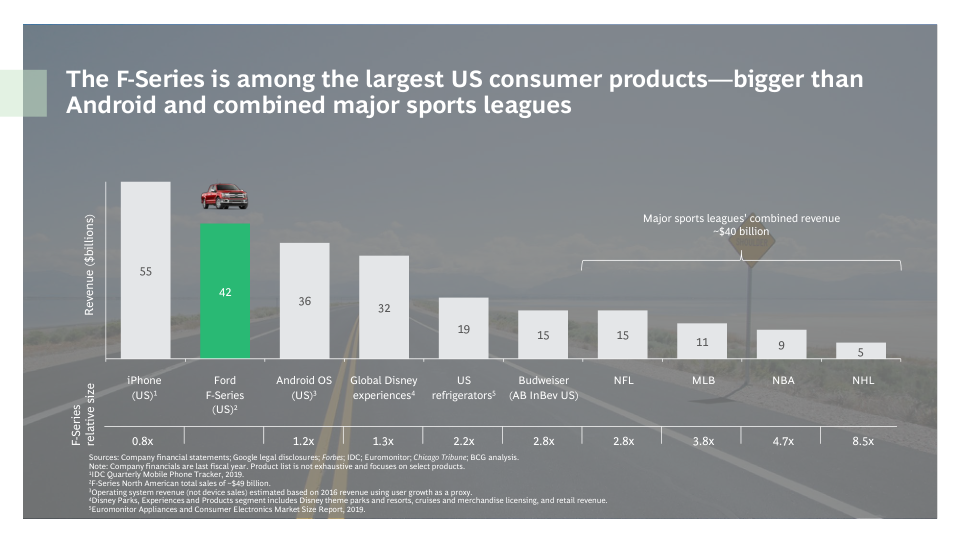 The F-Series is among the largest US consumer products—bigger than
Android and combined major sports leagues
Major sports leagues' combined revenue
~$40 billion
Revenue ($billions)
55
42
36
32
19
15
15
11
9
5
iPhone
(US)¹
Ford
F-Series
(US)²
Android OS
(US)³
Global Disney
experiences⁴
US
refrigerators⁵
Budweiser
(AB InBev US)
NFL
MLB
NBA
NHL
F-Series
relative size
0.8x
1.2x
1.3x
2.2x
2.8x
2.8x
3.8x
4.7x
8.5x
Sources: Company financial statements; Google legal disclosures; Forbes; IDC; Euromonitor; Chicago Tribune; BCG analysis.
Note: Company financials are last fiscal year. Product list is not exhaustive and focuses on select products.
¹IDC Quarterly Mobile Phone Tracker, 2019.
²F-Series North American total sales of ~$49 billion.
³Operating system revenue (not device sales) estimated based on 2016 revenue using user growth as a proxy.
⁴Disney Parks, Experiences and Products segment includes Disney theme parks and resorts, cruises and merchandise licensing, and retail revenue.
⁵Euromonitor Appliances and Consumer Electronics Market Size Report, 2019.